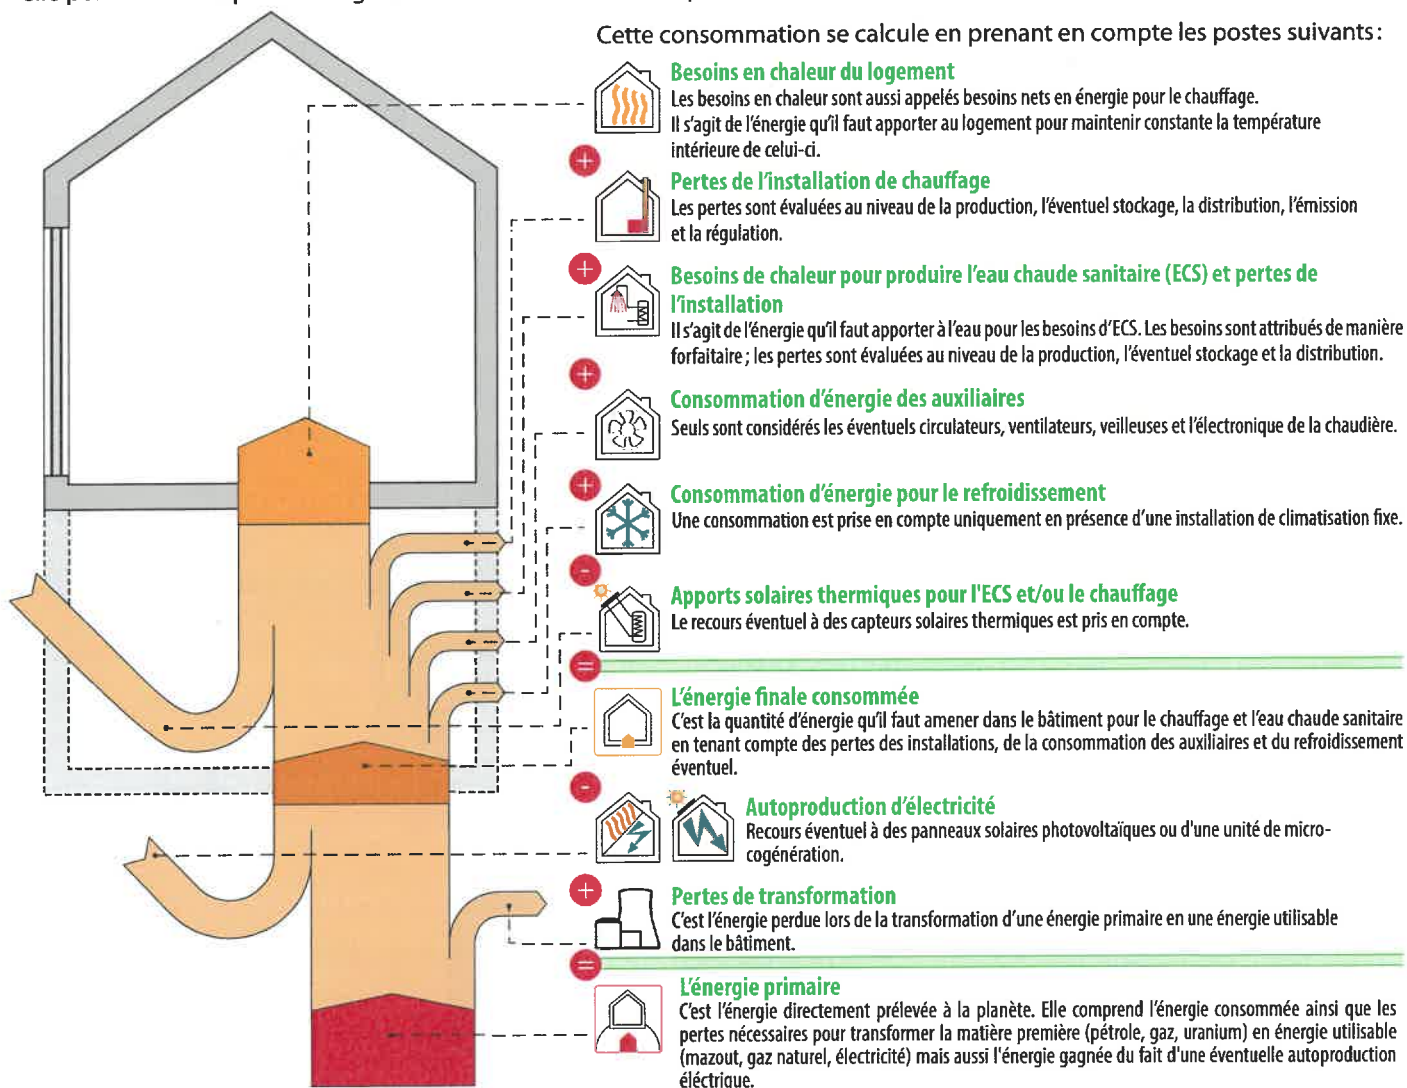 Cette consommation se calcule en prenant en compte les postes suivants :
Besoins en chaleur du logement
Les besoins en chaleur sont aussi appelés besoins nets en énergie pour le chauffage.
Il s'agit de l'énergie qu'il faut apporter au logement pour maintenir constante la température
intérieure de celui-ci.
+
Pertes de l'installation de chauffage
Les pertes sont évaluées au niveau de la production, l'éventuel stockage, la distribution, l'émission
et la régulation.
+
Besoins de chaleur pour produire l'eau chaude sanitaire (ECS) et pertes de
l'installation
Il s'agit de l'énergie qu'il faut apporter à l'eau pour les besoins d'ECS. Les besoins sont attribués de manière
forfaitaire ; les pertes sont évaluées au niveau de la production, l'éventuel stockage et la distribution.
+
Consommation d'énergie des auxiliaires
Seuls sont considérés les éventuels circulateurs, ventilateurs, veilleuses et l'électronique de la chaudière.
+
Consommation d'énergie pour le refroidissement
Une consommation est prise en compte uniquement en présence d'une installation de climatisation fixe.
-
Apports solaires thermiques pour l'ECS et/ou le chauffage
Le recours éventuel à des capteurs solaires thermiques est pris en compte.
=
L'énergie finale consommée
C'est la quantité d'énergie qu'il faut amener dans le bâtiment pour le chauffage et l'eau chaude sanitaire
en tenant compte des pertes des installations, de la consommation des auxiliaires et du refroidissement
éventuel.
-
Autoproduction d'électricité
Recours éventuel à des panneaux solaires photovoltaïques ou d'une unité de micro-
cogénération.
+
Pertes de transformation
C'est l'énergie perdue lors de la transformation d'une énergie primaire en une énergie utilisable
dans le bâtiment.
=
L'énergie primaire
C'est l'énergie directement prélevée à la planète. Elle comprend l'énergie consommée ainsi que les
pertes nécessaires pour transformer la matière première (pétrole, gaz, uranium) en énergie utilisable
(mazout, gaz naturel, électricité) mais aussi l'énergie gagnée du fait d'une éventuelle autoproduction
éléctrique.